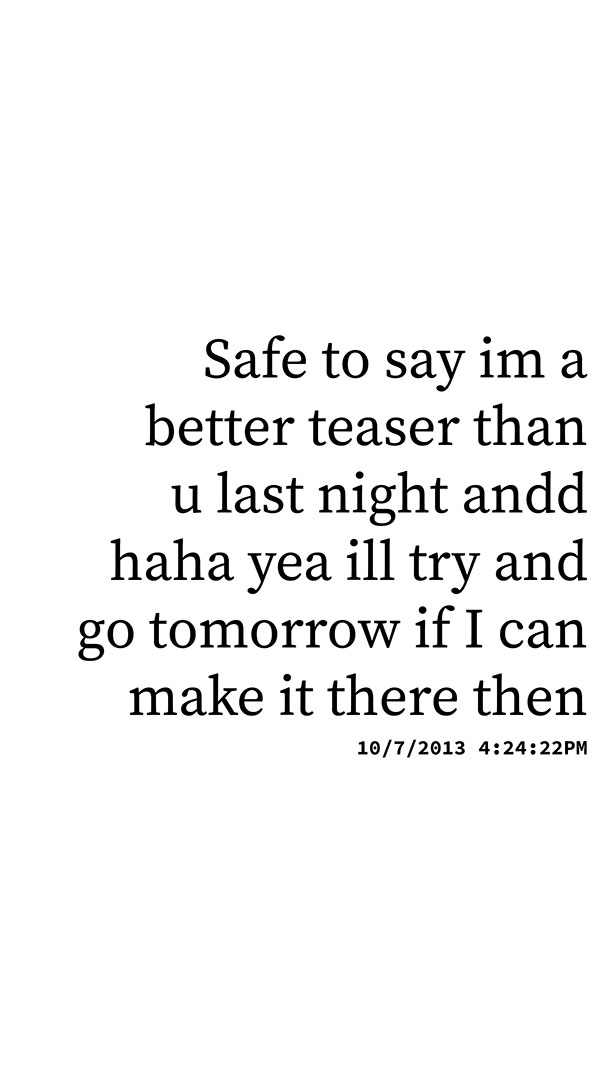 Safe to say im a
better teaser than
u last night andd
haha yea ill try and
go tomorrow if I can
make it there then
10/7/2013 4:24:22PM